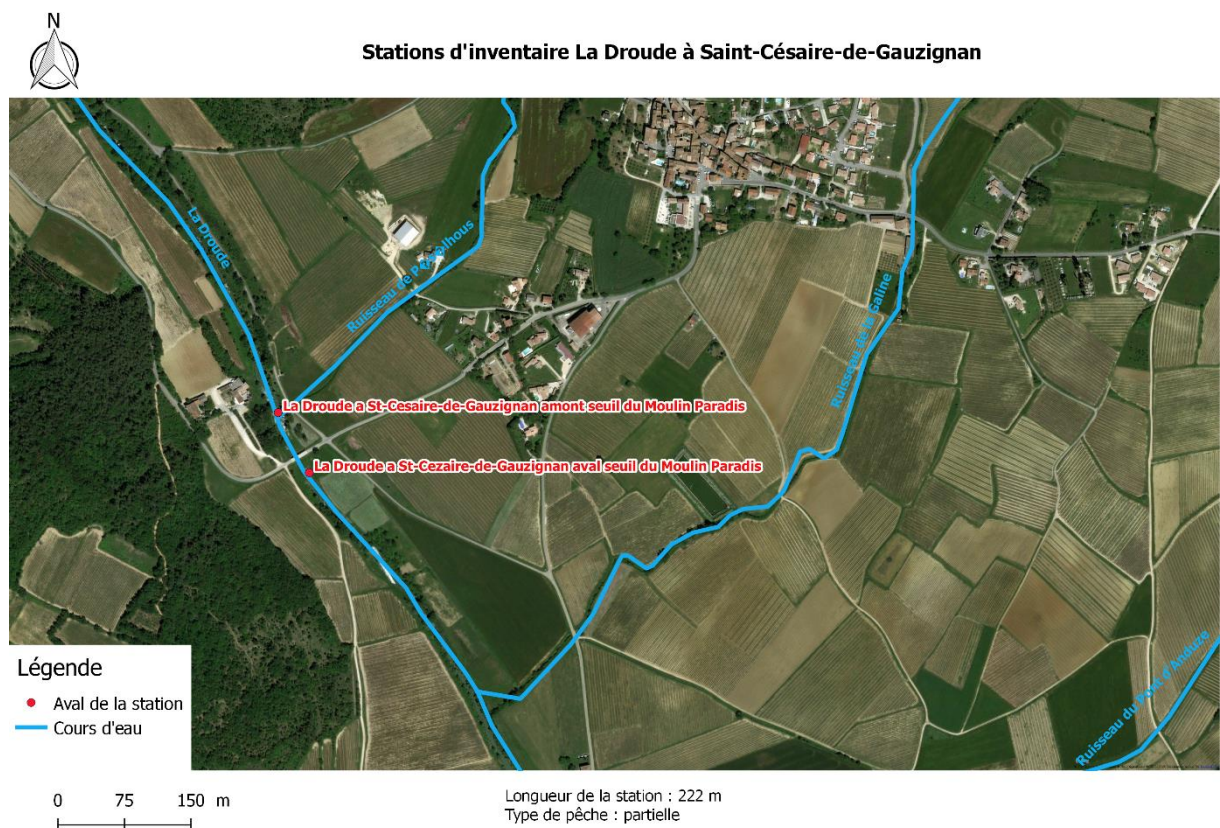 N
Stations d'inventaire La Droude à Saint-Césaire-de-Gauzignan
La Droude
Ruisseau de Pépoulhous
Ruisseau de la Galine
La Droude a St-Cesaire-de-Gauzignan amont seuil du Moulin Paradis
La Droude a St-Cezaire-de-Gauzignan aval seuil du Moulin Paradis
Ruisseau du Pont d'Anduze
Légende
Aval de la station
Cours d'eau
0 75 150 m
Longueur de la station : 222 m
Type de pêche : partielle